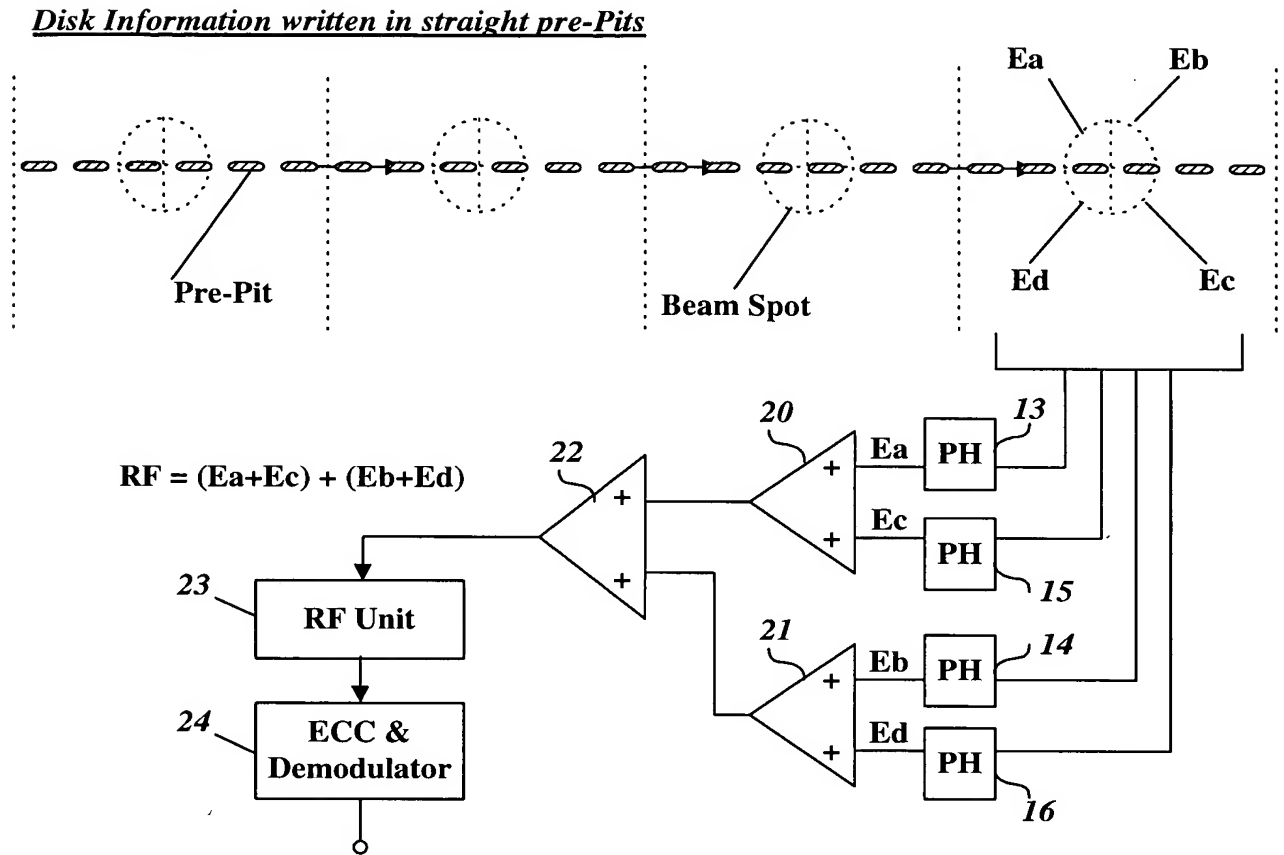 Disk Information written in straight pre-Pits
Ea
Eb
Pre-Pit
Beam Spot
Ed
Ec
RF = (Ea+Ec) + (Eb+Ed)
20
22
+
+
+
+
Ea
Ec
PH
PH
13
15
23
RF Unit
21
+
+
Eb
Ed
PH
PH
14
16
24
ECC &
Demodulator